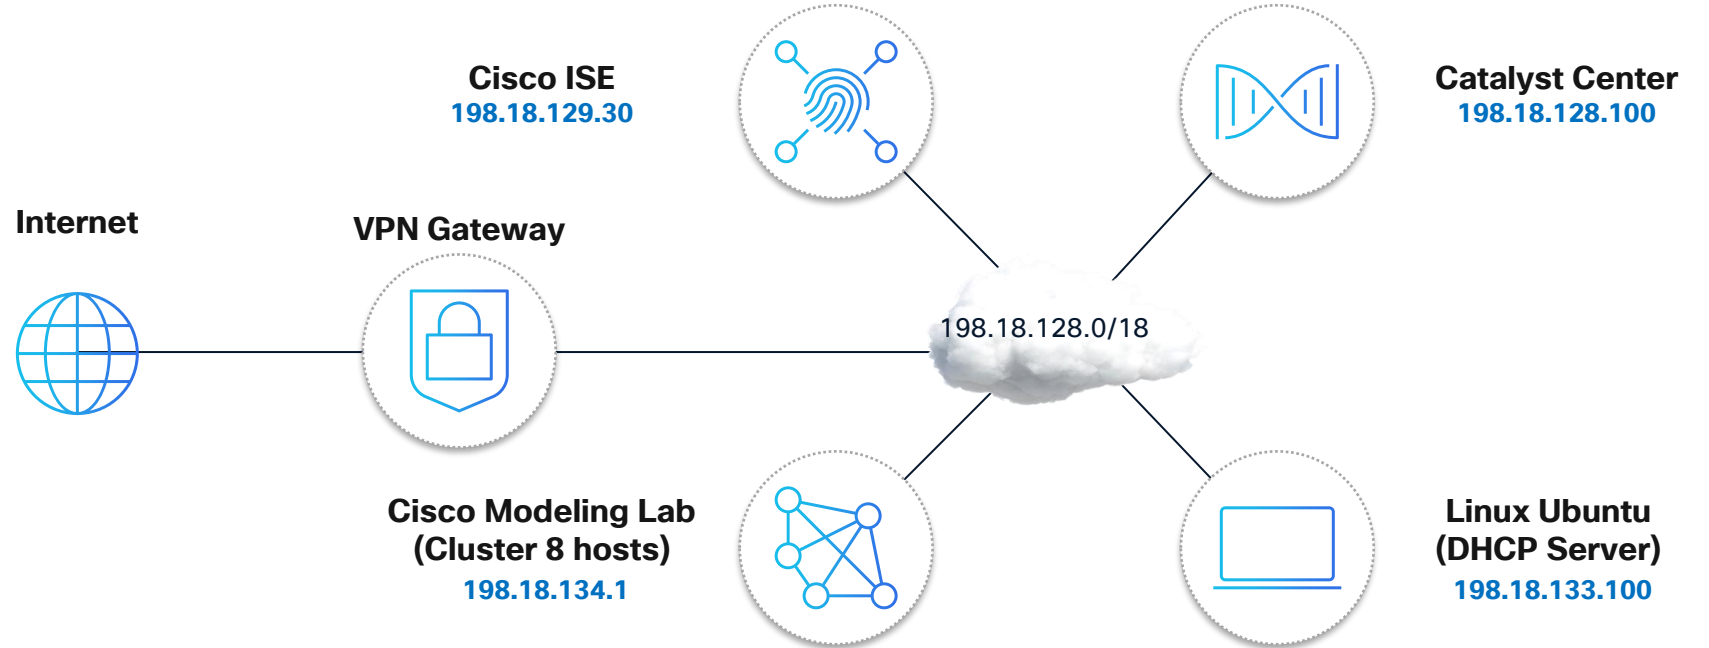 Cisco ISE
198.18.129.30
Catalyst Center
198.18.128.100
Internet
VPN Gateway
198.18.128.0/18
Cisco Modeling Lab
(Cluster 8 hosts)
198.18.134.1
Linux Ubuntu
(DHCP Server)
198.18.133.100